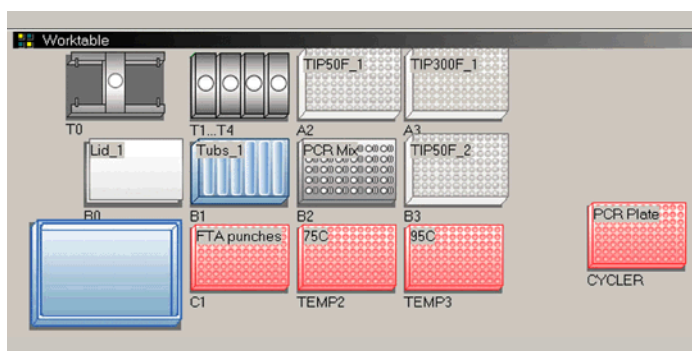 Worktable
TIP50F_1
TIP300F_1
T0
T1...T4
A2
A3
Lid_1
Tubs_1
PCR Mix
TIP50F_2
B0
B1
B2
B3
FTA punches
75C
95C
PCR Plate
C1
TEMP2
TEMP3
CYCLER